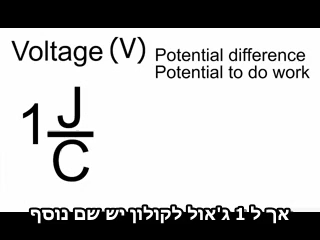 Voltage (V)
Potential difference
Potential to do work
1 J
C
אך ל 1 ג'אול לקולון יש שם נוסף